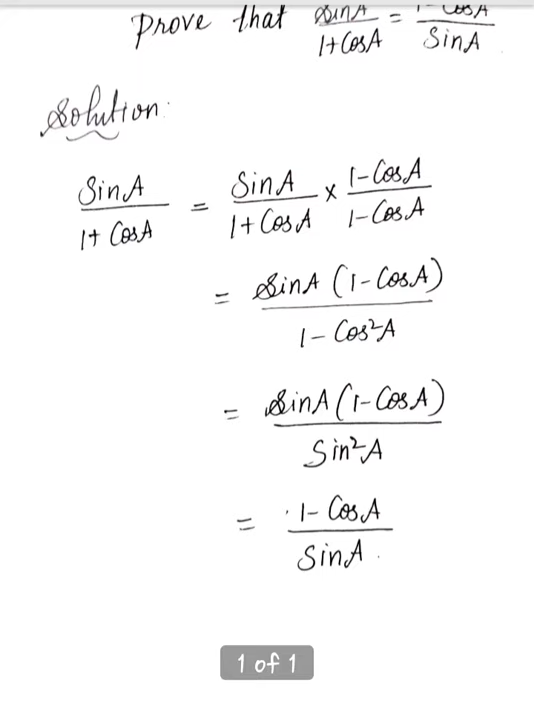 Prove that SinA/1+CosA = 1-CosA/SinA
Solution:
SinA/1+CosA = SinA/1+CosA × 1-CosA/1-CosA
= SinA (1-CosA)/1-Cos²A
= SinA (1-CosA)/Sin²A
= 1-CosA/SinA.
1 of 1